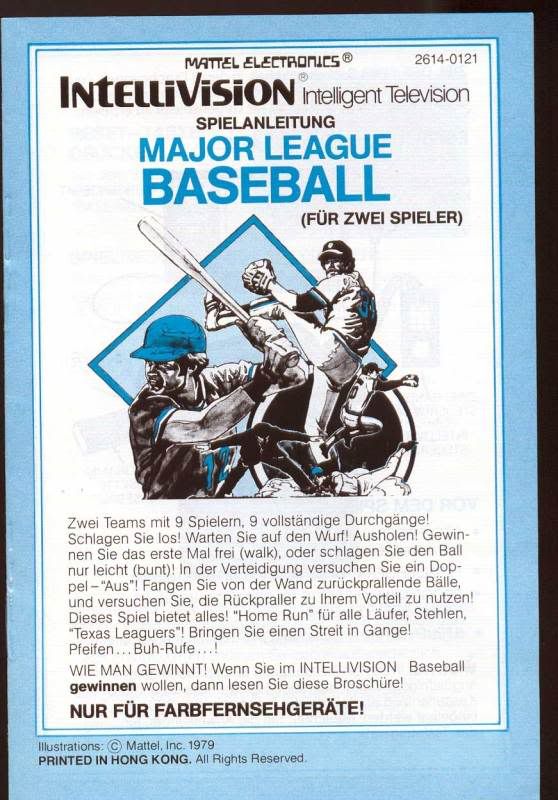 MATTEL ELECTRONICS® 2614-0121
INTELLIVISION® Intelligent Television
SPIELANLEITUNG
MAJOR LEAGUE
BASEBALL
(FÜR ZWEI SPIELER)
12
Zwei Teams mit 9 Spielern, 9 vollständige Durchgänge!
Schlagen Sie los! Warten Sie auf den Wurf! Ausholen! Gewin-
nen Sie das erste Mal frei (walk), oder schlagen Sie den Ball
nur leicht (bunt)! In der Verteidigung versuchen Sie ein Dop-
pel – "Aus"! Fangen Sie von der Wand zurückprallende Bälle,
und versuchen Sie, die Rückpraller zu Ihrem Vorteil zu nutzen!
Dieses Spiel bietet alles! "Home Run" für alle Läufer, Stehlen,
"Texas Leaguers"! Bringen Sie einen Streit in Gange!
Pfeifen...Buh-Rufe...!
WIE MAN GEWINNT! Wenn Sie im INTELLIVISION Baseball
gewinnen wollen, dann lesen Sie diese Broschüre!
NUR FÜR FARBFERNSEHGERÄTE!
Illustrations: © Mattel, Inc. 1979
PRINTED IN HONG KONG. All Rights Reserved.